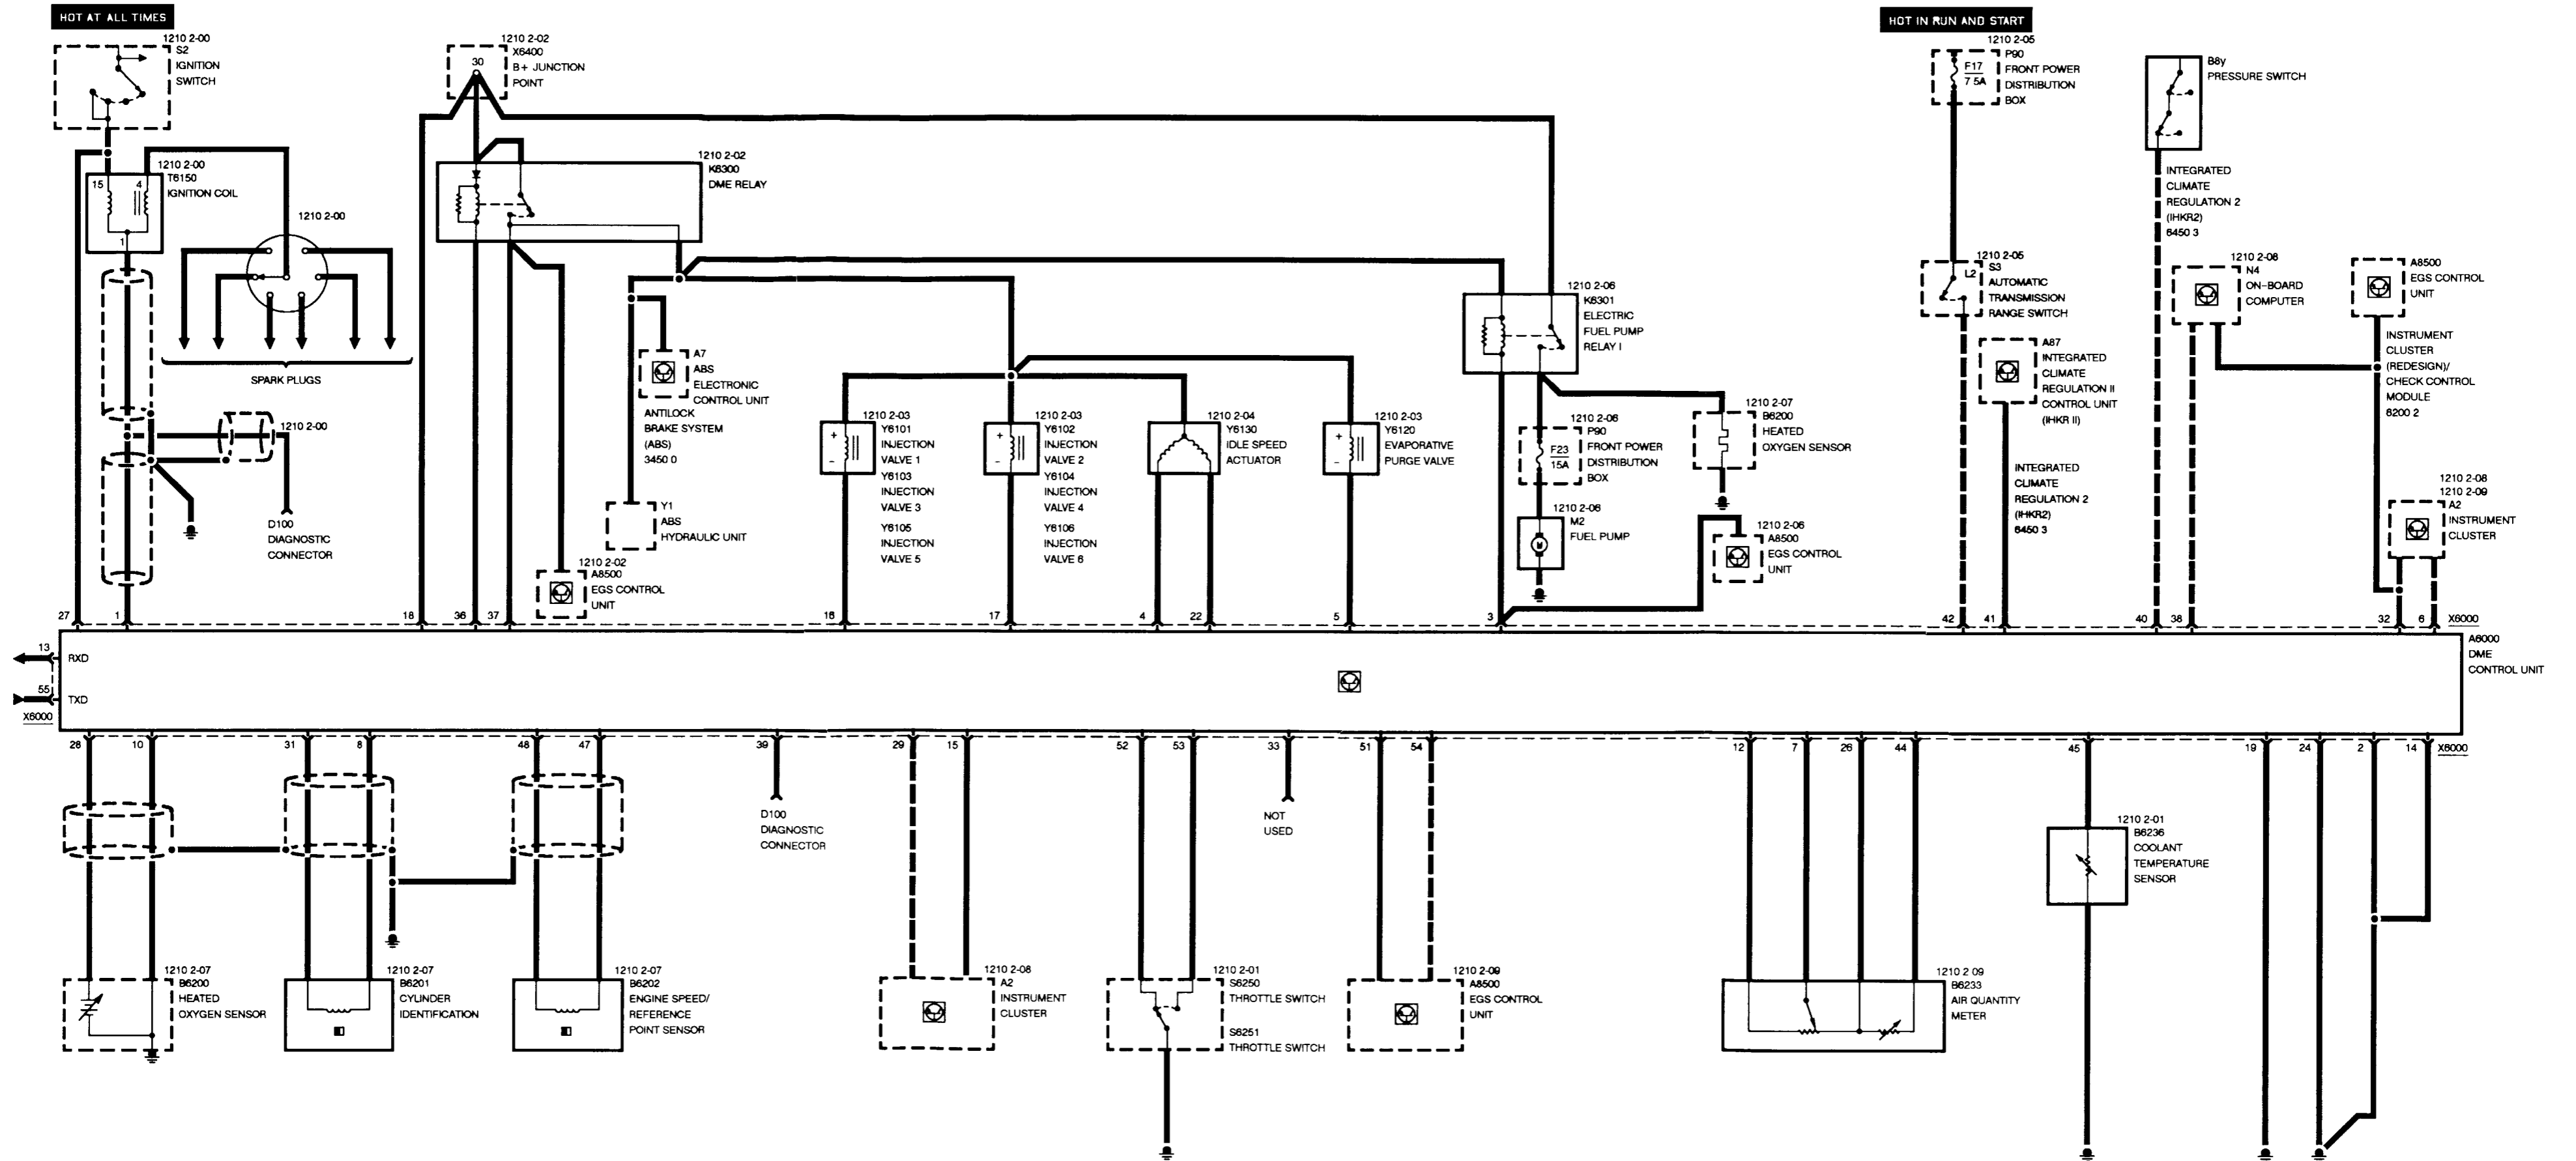 HOT AT ALL TIMES
HOT IN RUN AND START
1210 2-00
S2
IGNITION
SWITCH
1210 2-02
X6400
B+ JUNCTION
POINT
30
1210 2-05
P90
FRONT POWER
DISTRIBUTION
BOX
F17
7 5A
B8y
PRESSURE SWITCH
1210 2-00
T6150
IGNITION COIL
15
4
1
1210 2-02
K6300
DME RELAY
1210 2-00
SPARK PLUGS
INTEGRATED
CLIMATE
REGULATION 2
(IHKR2)
6450 3
1210 2-05
S3
AUTOMATIC
TRANSMISSION
RANGE SWITCH
L2
1210 2-08
N4
ON-BOARD
COMPUTER
A8500
EGS CONTROL
UNIT
1210 2-06
K6301
ELECTRIC
FUEL PUMP
RELAY I
A7
ABS
ELECTRONIC
CONTROL UNIT
ANTILOCK
BRAKE SYSTEM
(ABS)
3450 0
A87
INTEGRATED
CLIMATE
REGULATION II
CONTROL UNIT
(IHKR II)
INSTRUMENT
CLUSTER
(REDESIGN)/
CHECK CONTROL
MODULE
6200 2
1210 2-00
1210 2-03
Y6101
INJECTION
VALVE 1
Y6103
INJECTION
VALVE 3
Y6105
INJECTION
VALVE 5
+
-
1210 2-03
Y6102
INJECTION
VALVE 2
Y6104
INJECTION
VALVE 4
Y6106
INJECTION
VALVE 6
+
-
1210 2-04
Y6130
IDLE SPEED
ACTUATOR
1210 2-03
Y6120
EVAPORATIVE
PURGE VALVE
+
-
1210 2-06
P90
FRONT POWER
DISTRIBUTION
BOX
F23
15A
1210 2-07
B6200
HEATED
OXYGEN SENSOR
INTEGRATED
CLIMATE
REGULATION 2
(IHKR2)
6450 3
1210 2-08
1210 2-09
A2
INSTRUMENT
CLUSTER
D100
DIAGNOSTIC
CONNECTOR
Y1
ABS
HYDRAULIC UNIT
1210 2-02
A8500
EGS CONTROL
UNIT
1210 2-06
M2
FUEL PUMP
M
1210 2-06
A8500
EGS CONTROL
UNIT
27 1 18 36 37 16 17 4 22 5 3 42 41 40 38 32 6 X6000
13 RXD
55 TXD
X6000
A6000
DME
CONTROL UNIT
28 10 31 8 48 47 39 29 15 52 53 33 51 54 12 7 26 44 45 19 24 2 14 X6000
D100
DIAGNOSTIC
CONNECTOR
NOT
USED
1210 2-01
B6236
COOLANT
TEMPERATURE
SENSOR
1210 2-07
B6200
HEATED
OXYGEN SENSOR
1210 2-07
B6201
CYLINDER
IDENTIFICATION
1210 2-07
B6202
ENGINE SPEED/
REFERENCE
POINT SENSOR
1210 2-08
A2
INSTRUMENT
CLUSTER
1210 2-01
S6250
THROTTLE SWITCH
S6251
THROTTLE SWITCH
1210 2-09
A8500
EGS CONTROL
UNIT
1210 2 09
B6233
AIR QUANTITY
METER